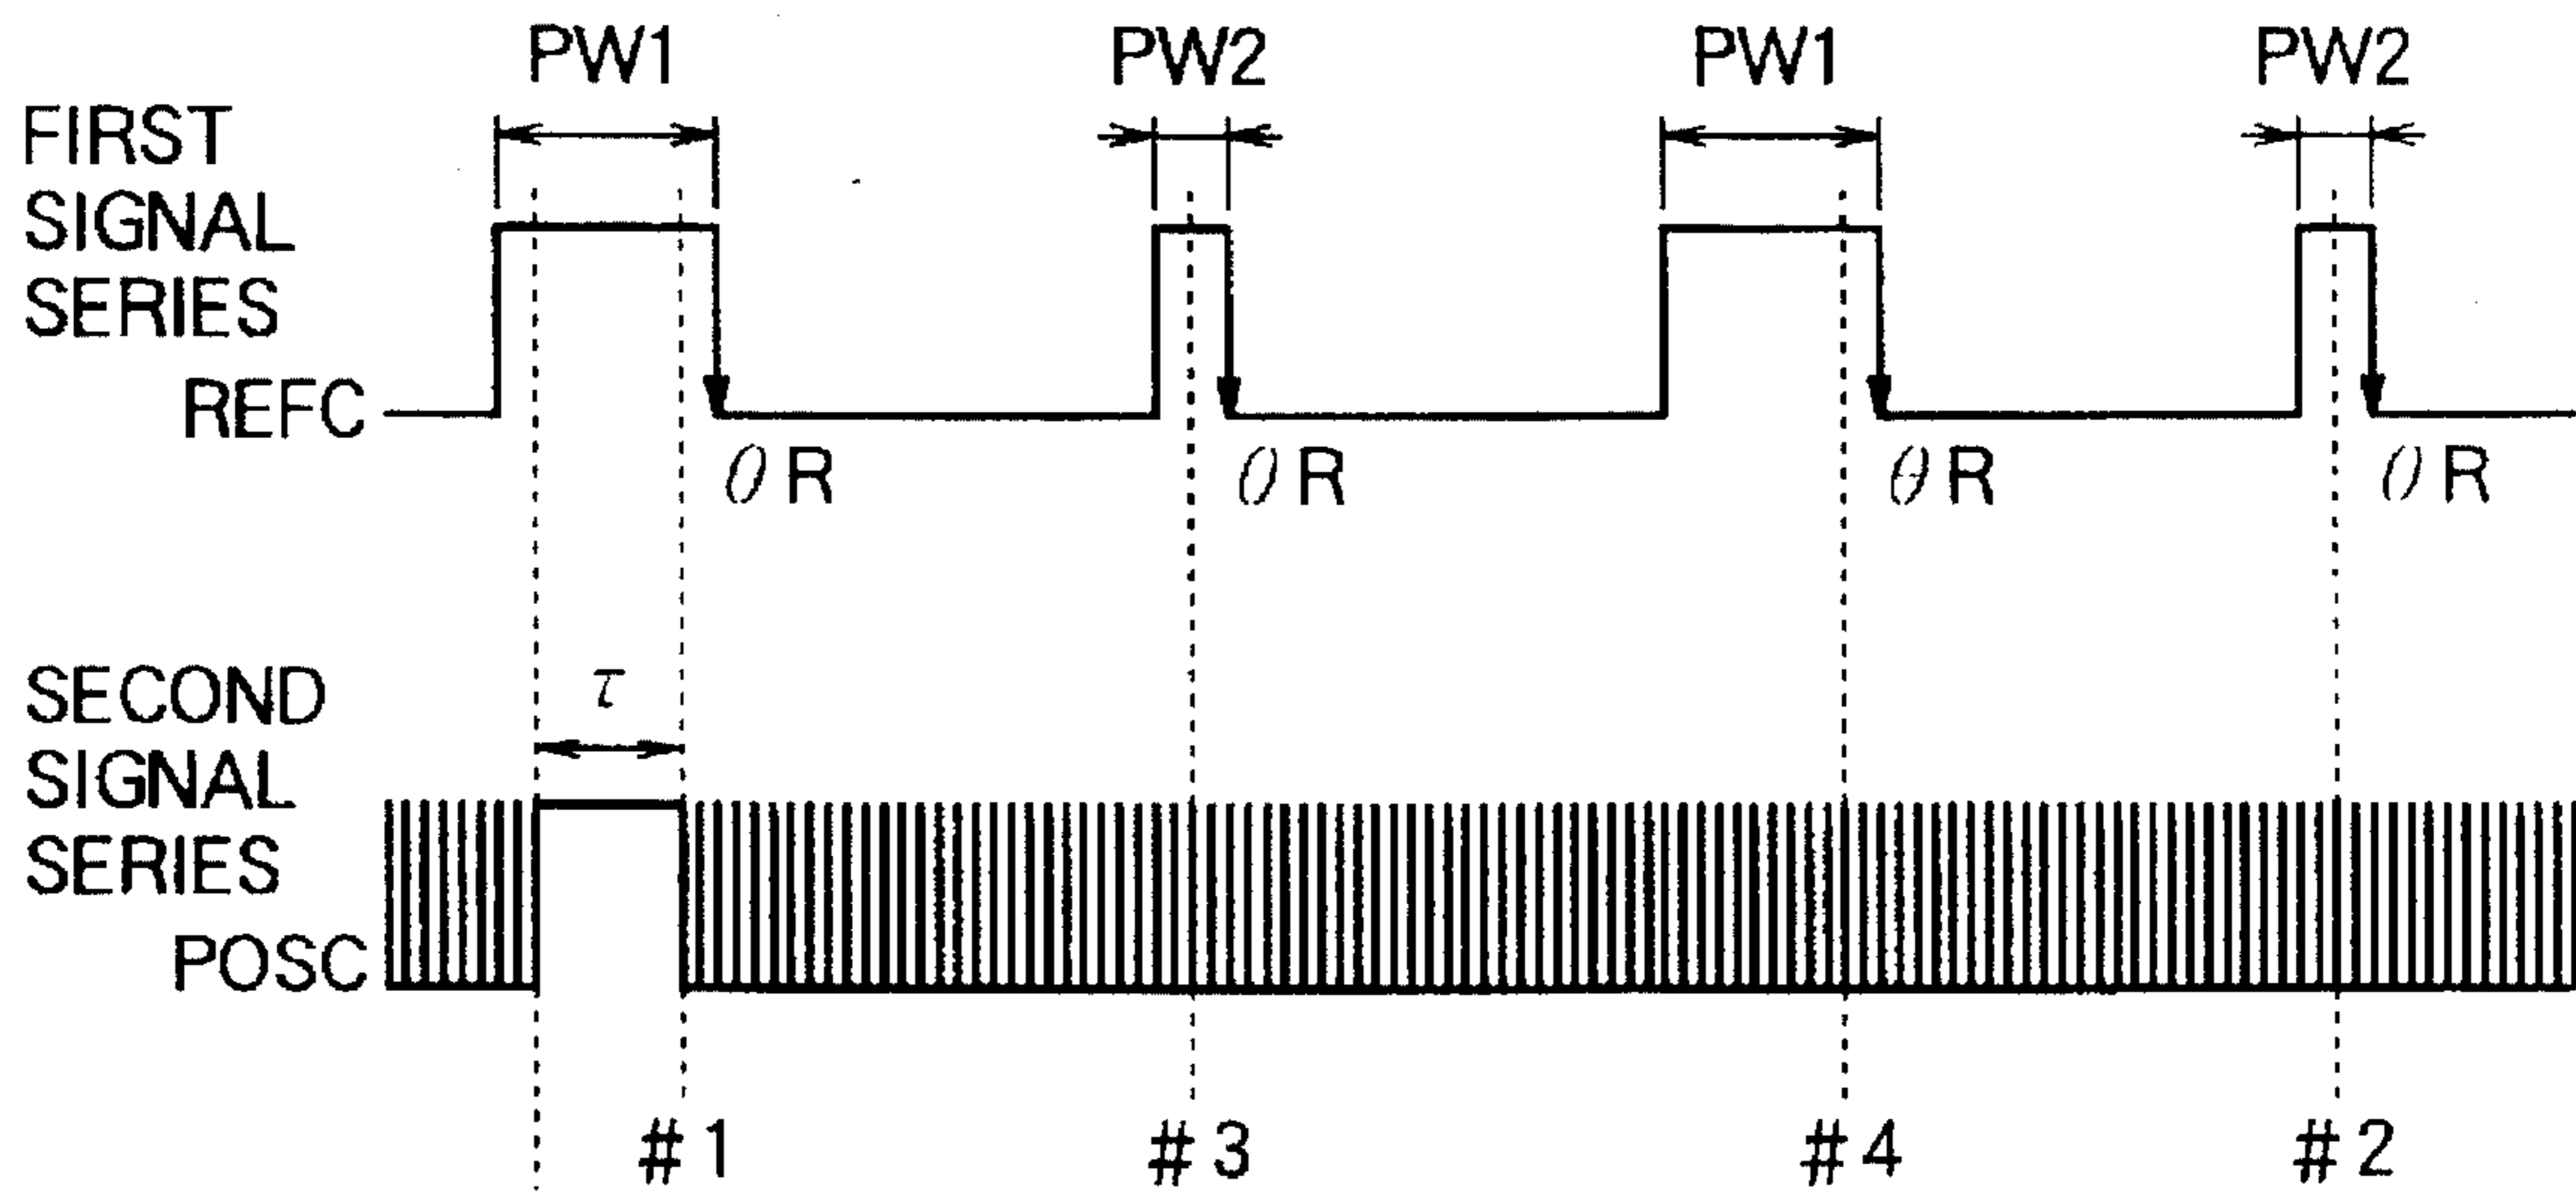 PW1 PW2 PW1 PW2
FIRST
SIGNAL
SERIES
REFC
θR θR θR θR
SECOND
SIGNAL
SERIES
τ
POSC
#1 #3 #4 #2